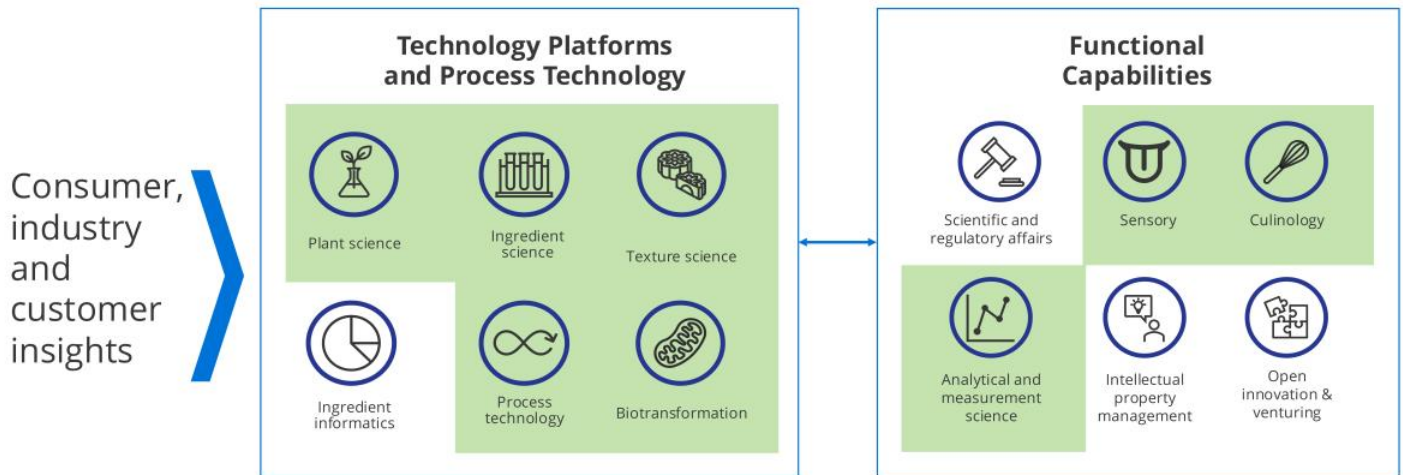 Consumer,
industry
and
customer
insights
Technology Platforms
and Process Technology
Plant science
Ingredient
science
Texture science
Ingredient
informatics
Process
technology
Biotransformation
Functional
Capabilities
Scientific and
regulatory affairs
Sensory
Culinology
Analytical and
measurement
science
Intellectual
property
management
Open
innovation &
venturing